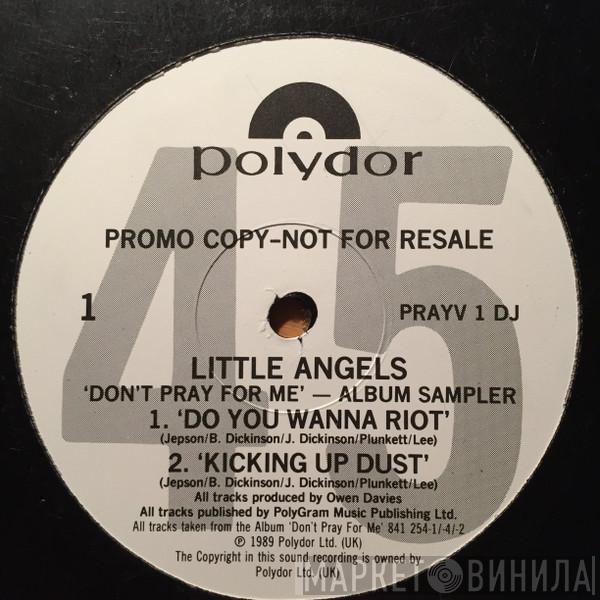 45
polydor
PROMO COPY-NOT FOR RESALE
1
PRAYV 1 DJ
LITTLE ANGELS
'DON'T PRAY FOR ME' — ALBUM SAMPLER
1. 'DO YOU WANNA RIOT'
(Jepson/B. Dickinson/J. Dickinson/Plunkett/Lee)
2. 'KICKING UP DUST'
(Jepson/B. Dickinson/J. Dickinson/Plunkett/Lee)
All tracks produced by Owen Davies
All tracks published by PolyGram Music Publishing Ltd.
All tracks taken from the Album 'Don't Pray For Me' 841 254-1/-4/-2
℗ 1989 Polydor Ltd. (UK)
The Copyright in this sound recording is owned by
Polydor Ltd. (UK)
МАРКЕТ ВИНИЛА